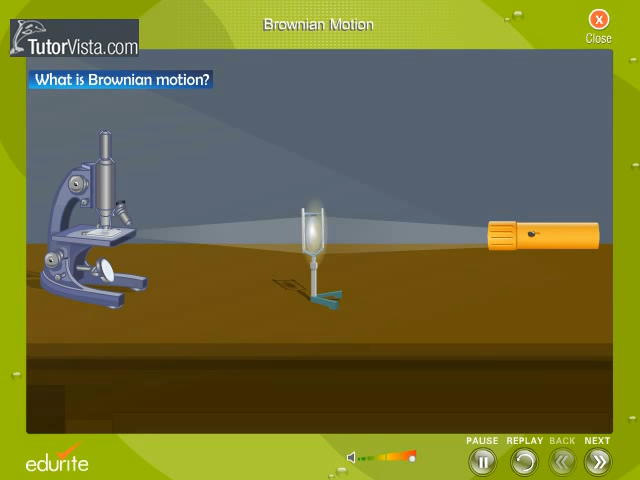 Brownian Motion
X
Close
TutorVista.com
What is Brownian motion?
PAUSE REPLAY BACK NEXT
edurite